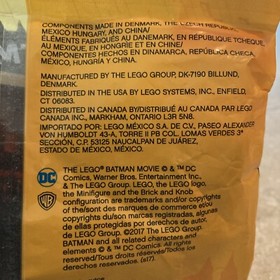 COMPONENTS MADE IN DENMARK, THE CZECH REPUBLIC,
MEXICO HUNGARY, AND CHINA/
ÉLÉMENTS FABRIQUÉS AU DANEMARK, EN RÉPUBLIQUE TCHÈQUE,
AU MEXIQUE, EN HONGRIE ET EN CHINE/
COMPONENTES HECHOS EN DINAMARCA, REPÚBLICA CHECA,
MÉXICO, HUNGRÍA Y CHINA.
MANUFACTURED BY THE LEGO GROUP, DK-7190 BILLUND,
DENMARK.
DISTRIBUTED IN THE USA BY LEGO SYSTEMS, INC., ENFIELD,
CT 06083.
DISTRIBUTED IN CANADA BY/DISTRIBUÉ AU CANADA PAR LEGO
CANADA INC., MARKHAM, ONTARIO L3R 5N8.
IMPORTADO POR: LEGO MÉXICO S.A. DE C.V., PASEO ALEXANDER
VON HUMBOLDT 43-A, TORRE II PB COL. LOMAS VERDES 3ª
SECCIÓN, C.P. 53125 NAUCALPAN DE JUÁREZ,
ESTADO DE MÉXICO, MÉXICO.
THE LEGO® BATMAN MOVIE © & ™ DC
Comics, Warner Bros. Entertainment Inc.,
& The LEGO Group. LEGO, the LEGO logo,
the Minifigure and the Brick and Knob
configuration are trademarks and/or copyrights
of the/sont des marques de commerce et/ou
copyrights du/son marcas registradas, algunas
de ellas protegidas por derechos de autor,
de LEGO Group. ©2017 The LEGO Group.
BATMAN and all related characters and
elements © & ™ DC Comics. All rights
reserved/Tous droits réservés/Todos los
derechos reservados. (s17).
DC
WB